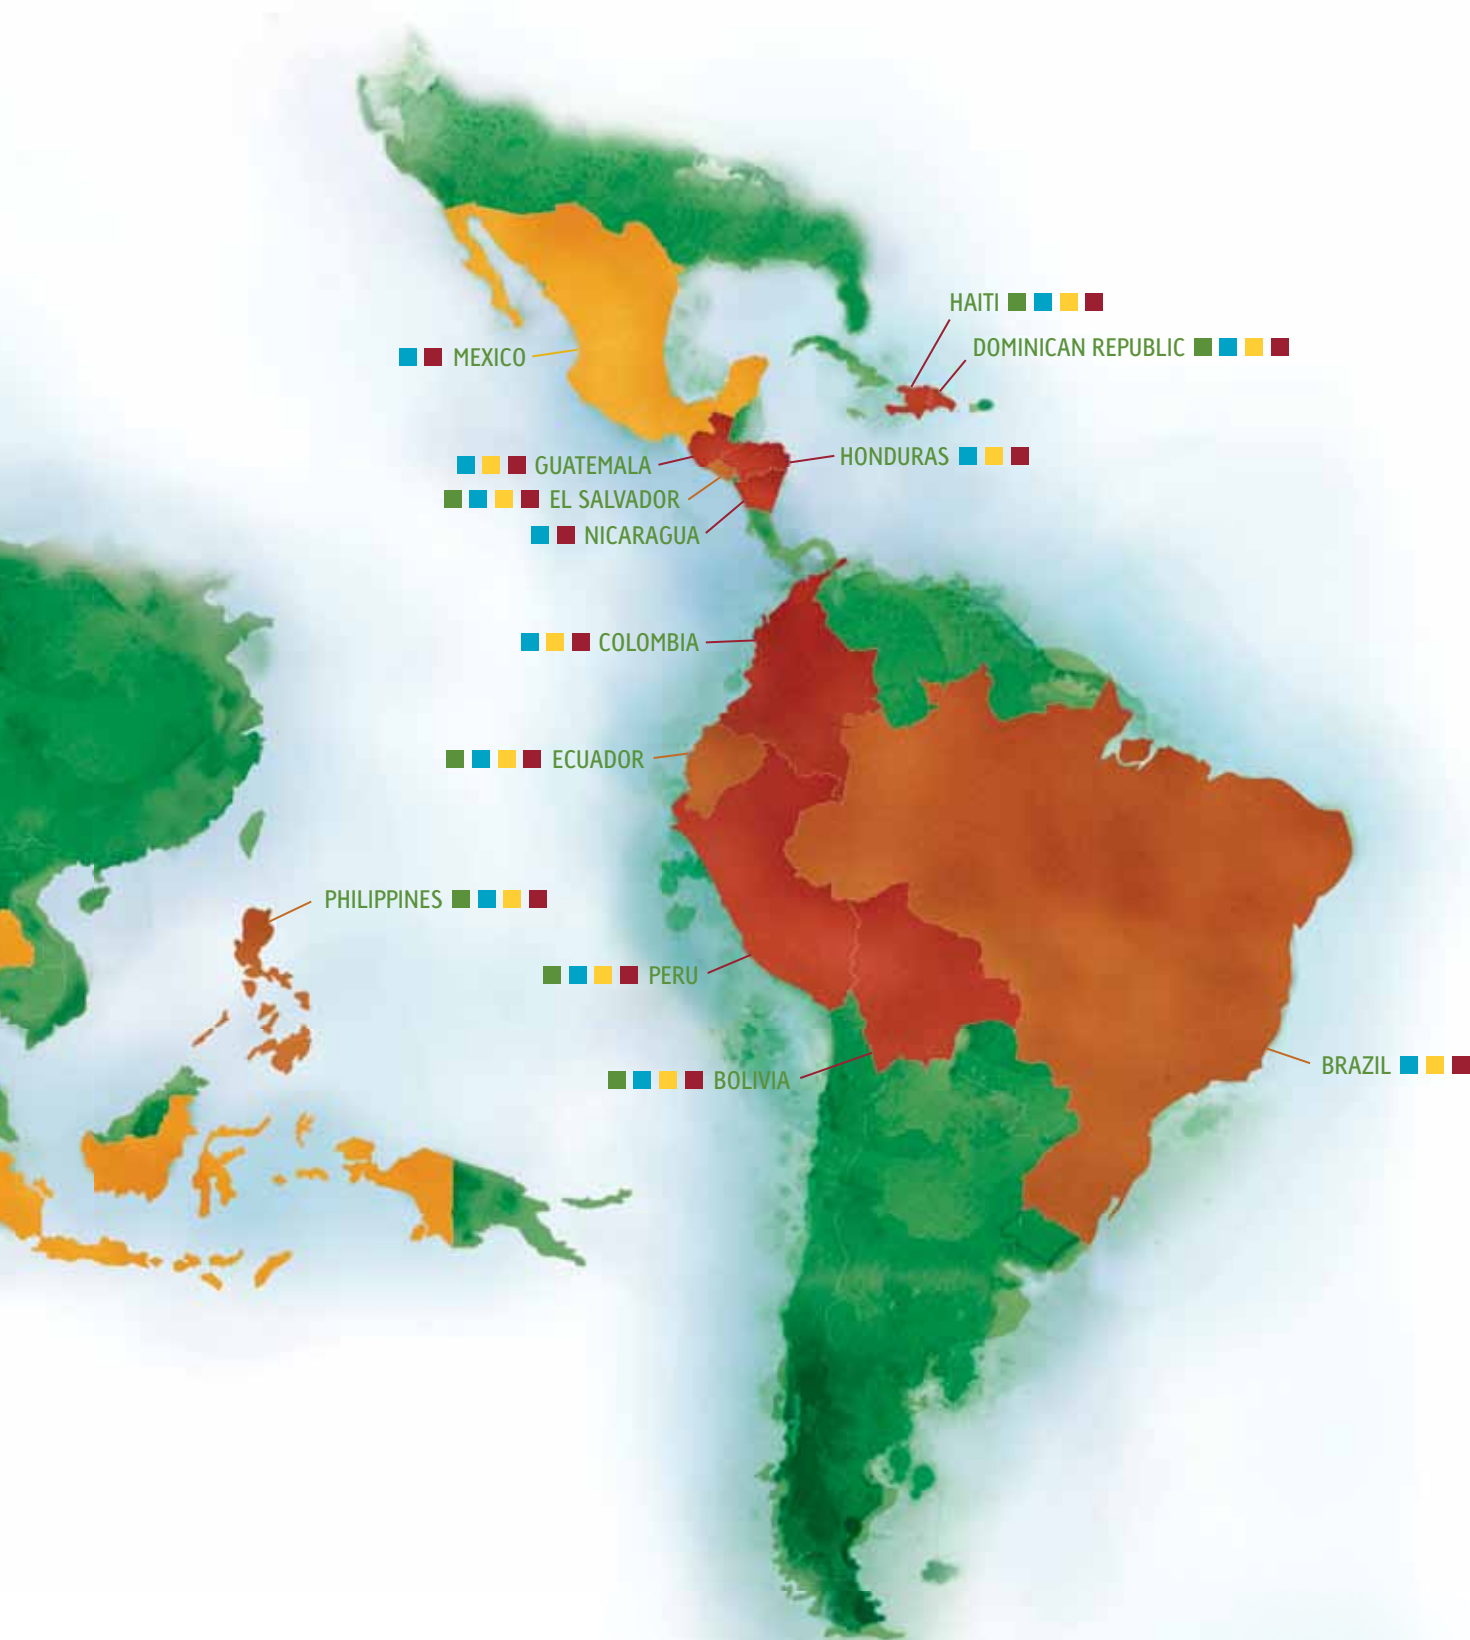 HAITI
DOMINICAN REPUBLIC
MEXICO
GUATEMALA
HONDURAS
EL SALVADOR
NICARAGUA
COLOMBIA
ECUADOR
PHILIPPINES
PERU
BRAZIL
BOLIVIA